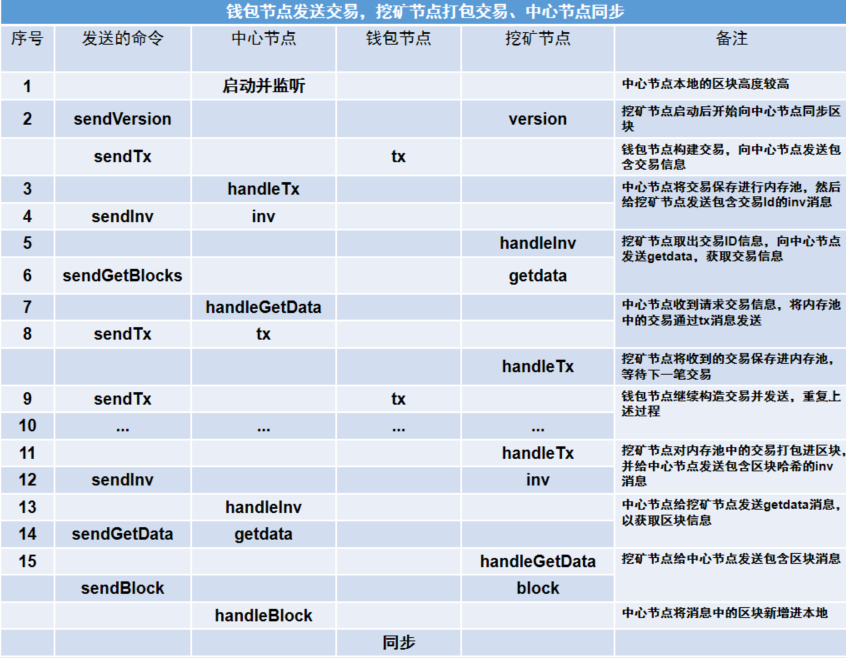 钱包节点发送交易，挖矿节点打包交易、中心节点同步
序号 发送的命令 中心节点 钱包节点 挖矿节点 备注
1 启动并监听 中心节点本地的区块高度较高
2 sendVersion version 挖矿节点启动后开始向中心节点同步区
块
sendTx tx 钱包节点构建交易，向中心节点发送包
含交易信息
3 handleTx 中心节点将交易保存进行内存池，然后
4 sendInv inv 给挖矿节点发送包含交易Id的inv消息
5 handleInv 挖矿节点取出交易ID信息，向中心节点
发送getdata，获取交易信息
6 sendGetBlocks getdata
7 handleGetData 中心节点收到请求交易信息，将内存池
中的交易通过tx消息发送
8 sendTx tx
handleTx 挖矿节点将收到的交易保存进内存池，
等待下一笔交易
9 sendTx tx 钱包节点继续构造交易并发送，重复上
述过程
10 ... ... ... ...
11 handleTx 挖矿节点对内存池中的交易打包进区块，
并给中心节点发送包含区块哈希的inv
12 sendInv inv 消息
13 handleInv 中心节点给挖矿节点发送getdata消息，
以获取区块信息
14 sendGetData getdata
15 handleGetData 挖矿节点给中心节点发送包含区块消息
sendBlock block
handleBlock 中心节点将消息中的区块新增进本地
同步